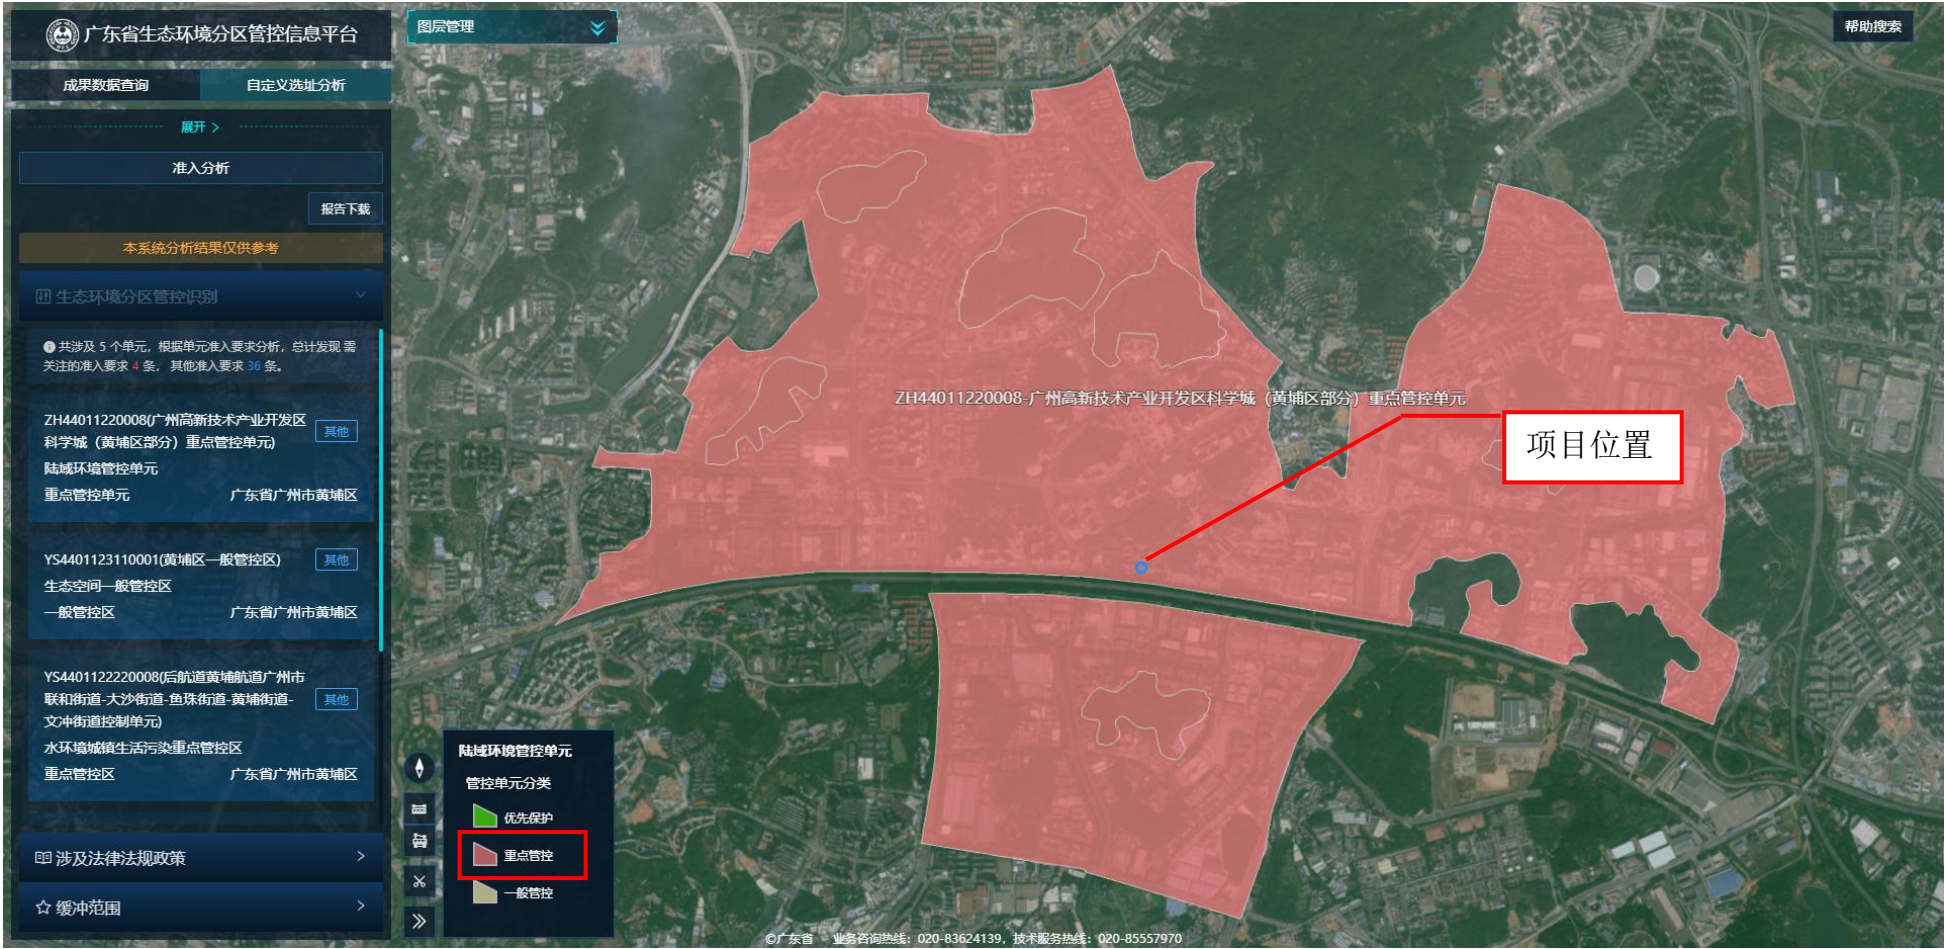 广东省生态环境分区管控信息平台
成果数据查询
自定义选址分析
展开 >
准入分析
报告下载
本系统分析结果仅供参考
生态环境分区管控识别
共涉及 5 个单元，根据单元准入要求分析，总计发现 需
关注的准入要求 4 条， 其他准入要求 36 条。
ZH44011220008(广州高新技术产业开发区
科学城（黄埔区部分）重点管控单元)
其他
陆域环境管控单元
重点管控单元 广东省广州市黄埔区
YS4401123110001(黄埔区一般管控区)
其他
生态空间一般管控区
一般管控区 广东省广州市黄埔区
YS4401122220008(后航道黄埔航道广州市
联和街道-大沙街道-鱼珠街道-黄埔街道-
文冲街道控制单元)
其他
水环境城镇生活污染重点管控区
重点管控区 广东省广州市黄埔区
涉及法律法规政策
缓冲范围
图层管理
帮助搜索
ZH44011220008-广州高新技术产业开发区科学城（黄埔区部分）重点管控单元
项目位置
陆域环境管控单元
管控单元分类
优先保护
重点管控
一般管控
©广东省 业务咨询热线：020-83624139，技术服务热线：020-85557970